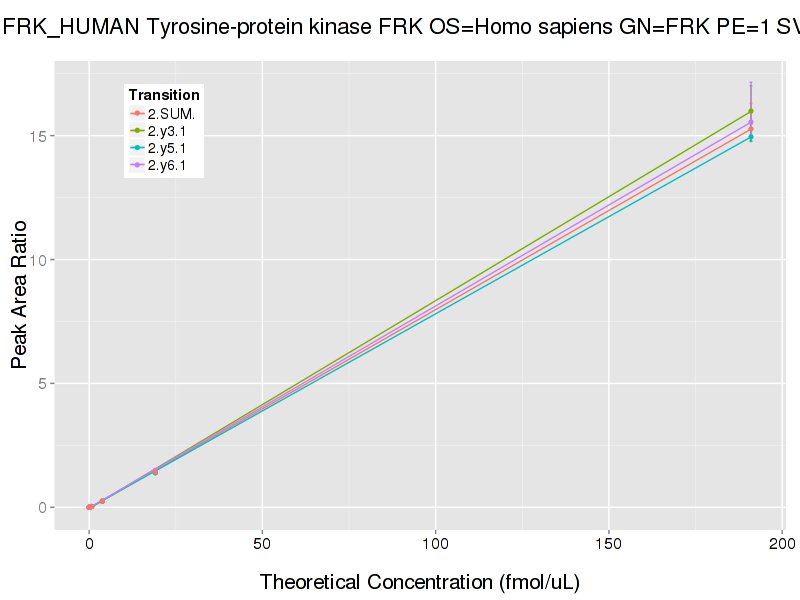 FRK_HUMAN Tyrosine-protein kinase FRK OS=Homo sapiens GN=FRK PE=1 SV
Transition
2.SUM.
2.y3.1
2.y5.1
2.y6.1
15
10
5
0
Peak Area Ratio
0 50 100 150 200
Theoretical Concentration (fmol/uL)